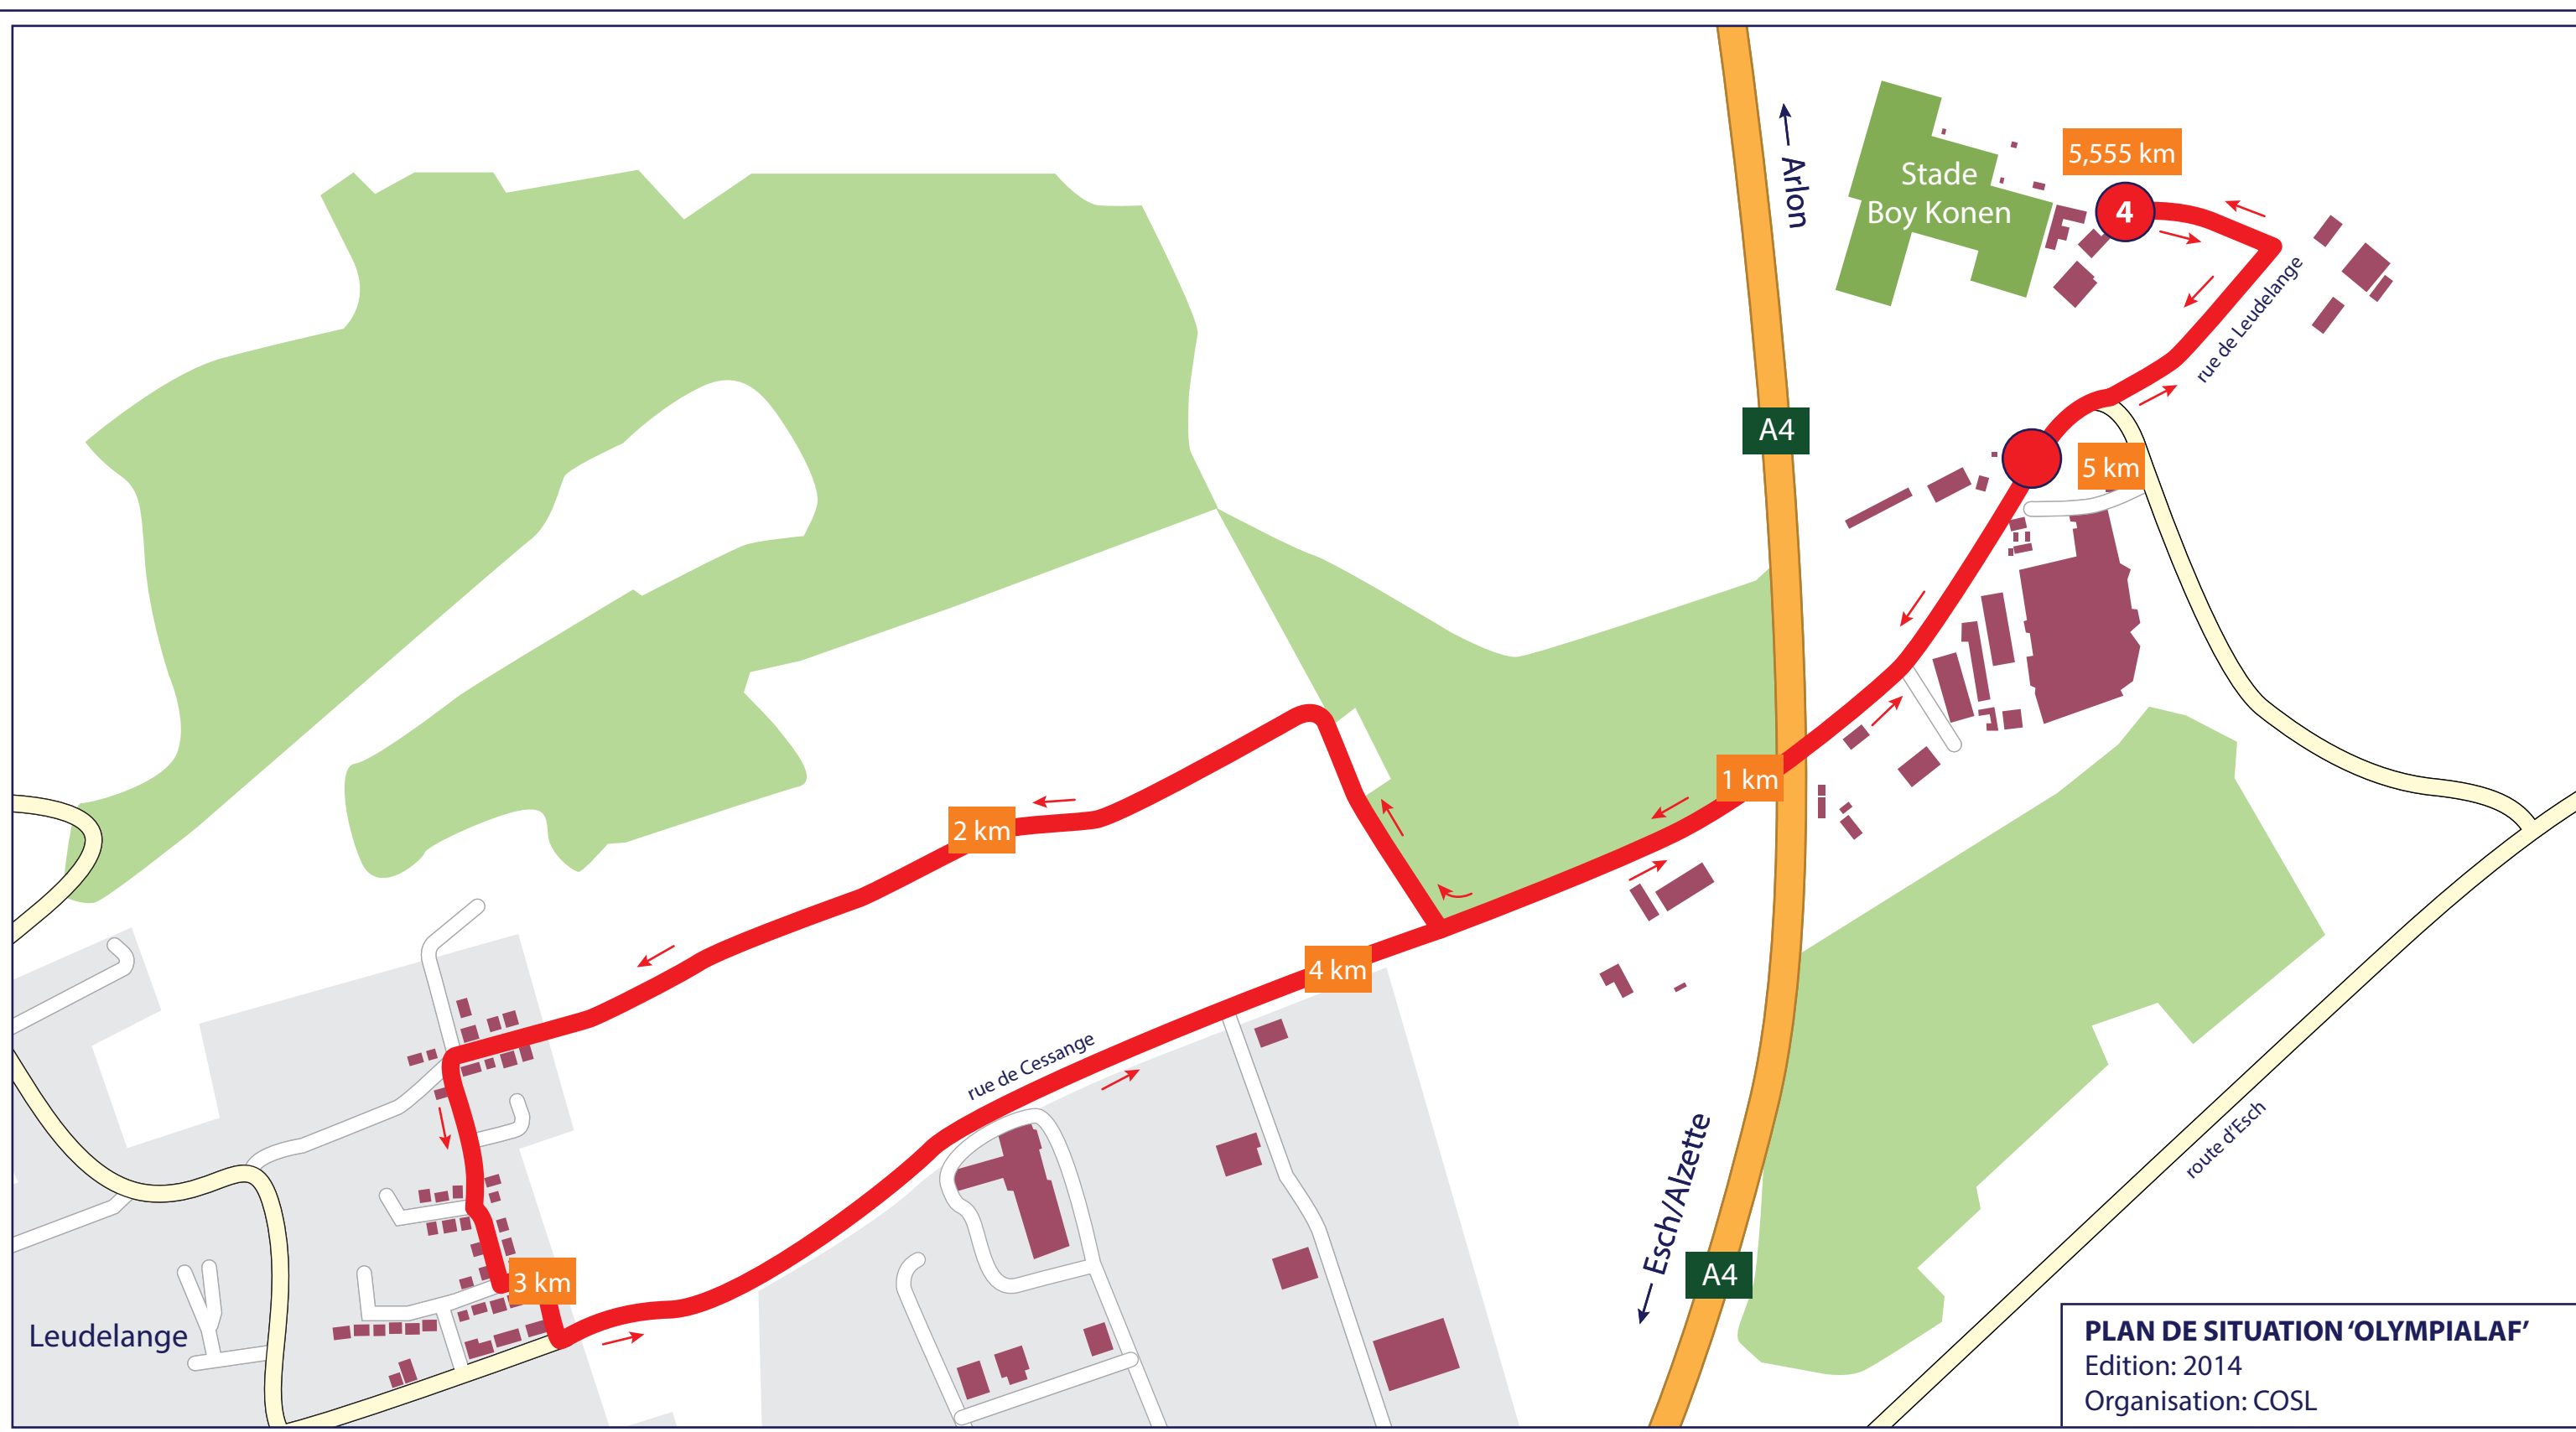 Arlon
Stade
Boy Konen
5,555 km
4
rue de Leudelange
A4
5 km
1 km
2 km
4 km
rue de Cessange
Esch/Alzette
route d'Esch
3 km
A4
Leudelange
PLAN DE SITUATION 'OLYMPIALAF'
Edition: 2014
Organisation: COSL